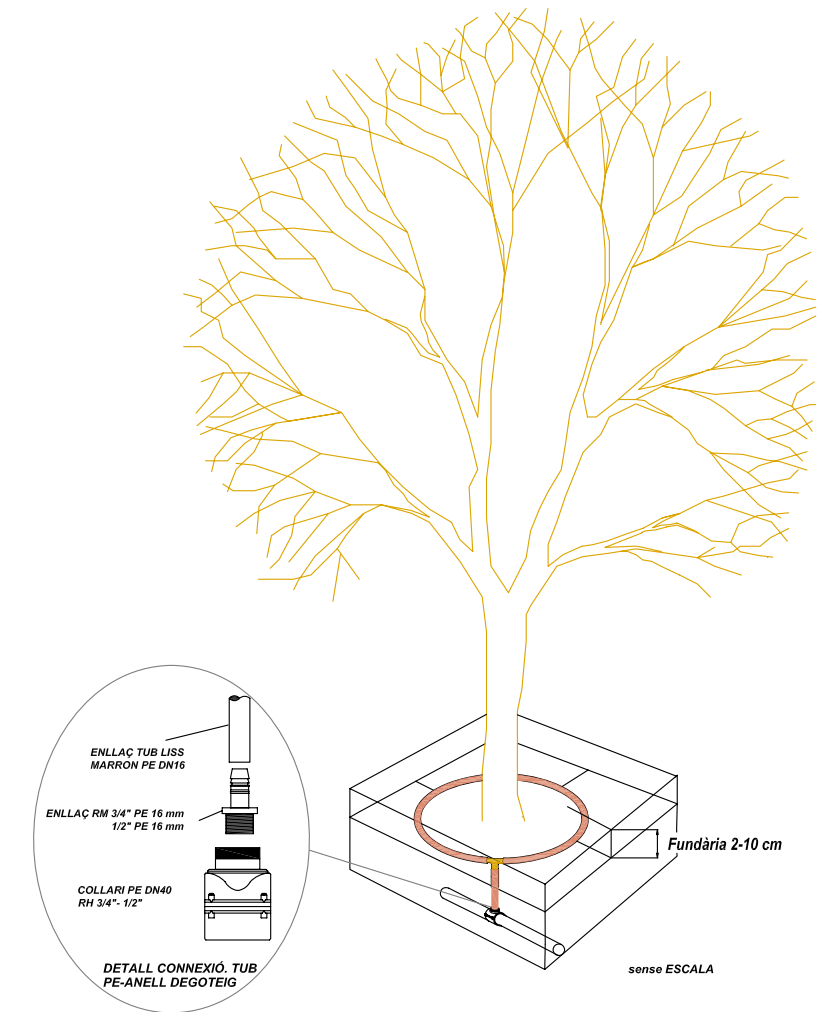 ENLLAÇ TUB LISS
MARRON PE DN16
ENLLAÇ RM 3/4" PE 16 mm
1/2" PE 16 mm
COLLARI PE DN40
RH 3/4"- 1/2"
DETALL CONNEXIÓ. TUB
PE-ANELL DEGOTEIG
Fundària 2-10 cm
sense ESCALA